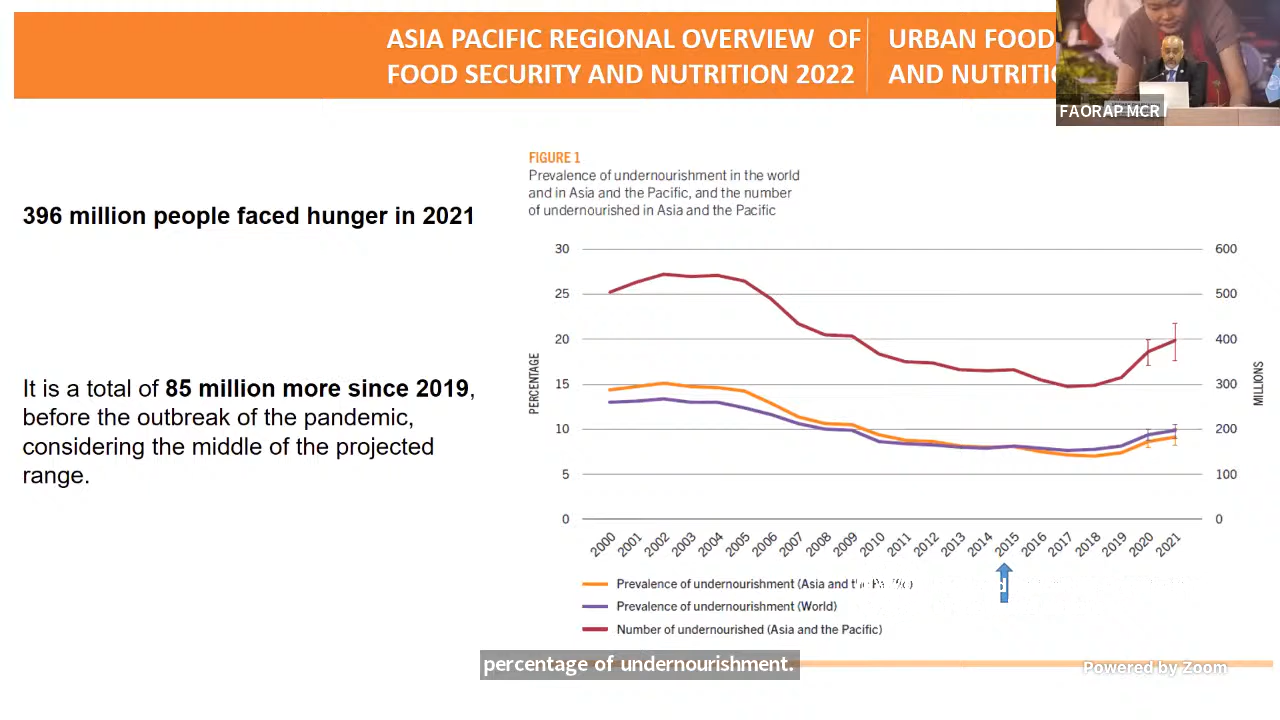 ASIA PACIFIC REGIONAL OVERVIEW OF
FOOD SECURITY AND NUTRITION 2022
URBAN FOOD
AND NUTRITI
FAORAP MCR
396 million people faced hunger in 2021
It is a total of 85 million more since 2019,
before the outbreak of the pandemic,
considering the middle of the projected
range.
FIGURE 1
Prevalence of undernourishment in the world
and in Asia and the Pacific, and the number
of undernourished in Asia and the Pacific
30 600
25 500
20 400
15 300
10 200
5 100
0 0
PERCENTAGE
MILLIONS
2000 2001 2002 2003 2004 2005 2006 2007 2008 2009 2010 2011 2012 2013 2014 2015 2016 2017 2018 2019 2020 2021
Prevalence of undernourishment (Asia and the Pacific)
Prevalence of undernourishment (World)
Number of undernourished (Asia and the Pacific)
percentage of undernourishment.
Powered by Zoom